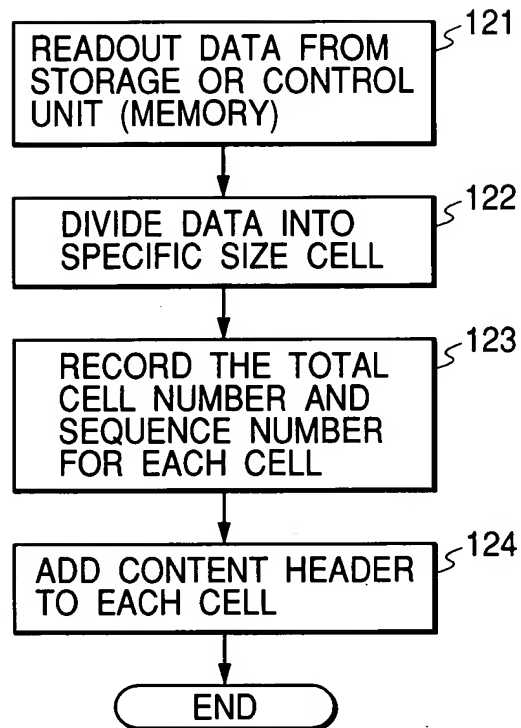 121
READOUT DATA FROM
STORAGE OR CONTROL
UNIT (MEMORY)
122
DIVIDE DATA INTO
SPECIFIC SIZE CELL
123
RECORD THE TOTAL
CELL NUMBER AND
SEQUENCE NUMBER
FOR EACH CELL
124
ADD CONTENT HEADER
TO EACH CELL
END